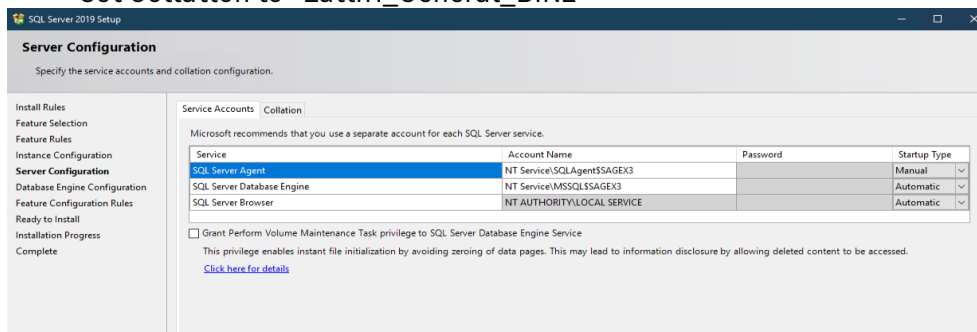 Set Collation to "Latin1_General_BIN2"
SQL Server 2019 Setup
Server Configuration
Specify the service accounts and collation configuration.
Install Rules
Feature Selection
Feature Rules
Instance Configuration
Server Configuration
Database Engine Configuration
Feature Configuration Rules
Ready to Install
Installation Progress
Complete
Service Accounts Collation
Microsoft recommends that you use a separate account for each SQL Server service.
Service Account Name Password Startup Type
SQL Server Agent NT Service\SQLAgent$SAGEX3 Manual
SQL Server Database Engine NT Service\MSSQL$SAGEX3 Automatic
SQL Server Browser NT AUTHORITY\LOCAL SERVICE Automatic
Grant Perform Volume Maintenance Task privilege to SQL Server Database Engine Service
This privilege enables instant file initialization by avoiding zeroing of data pages. This may lead to information disclosure by allowing deleted content to be accessed.
Click here for details